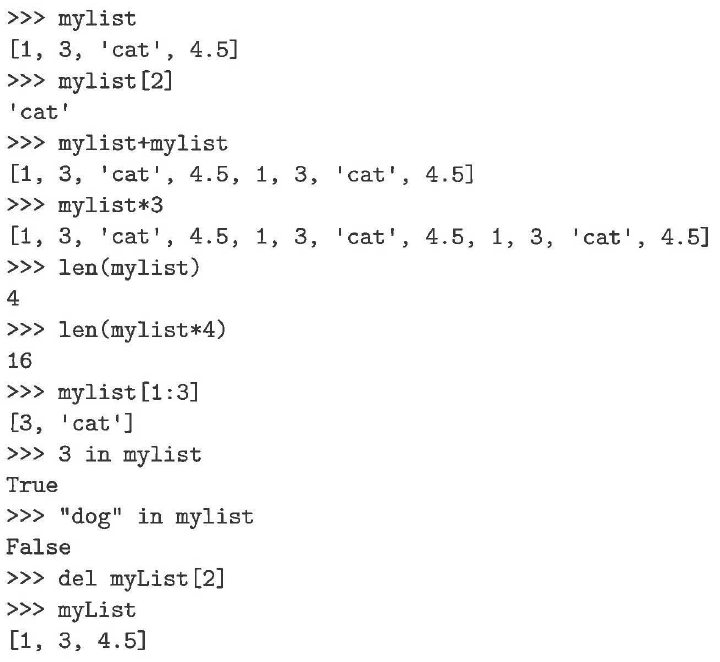 >>> mylist
[1, 3, 'cat', 4.5]
>>> mylist[2]
'cat'
>>> mylist+mylist
[1, 3, 'cat', 4.5, 1, 3, 'cat', 4.5]
>>> mylist*3
[1, 3, 'cat', 4.5, 1, 3, 'cat', 4.5, 1, 3, 'cat', 4.5]
>>> len(mylist)
4
>>> len(mylist*4)
16
>>> mylist[1:3]
[3, 'cat']
>>> 3 in mylist
True
>>> "dog" in mylist
False
>>> del myList[2]
>>> myList
[1, 3, 4.5]